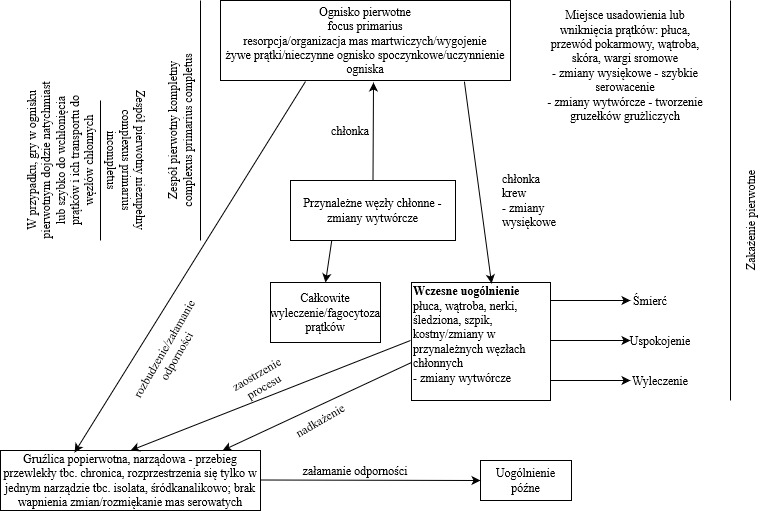 Ognisko pierwotne
focus primarius
resorpcja/organizacja mas martwiczych/wygojenie
żywe prątki/nieczynne ognisko spoczynkowe/uczynnienie
ogniska
Miejsce usadowienia lub
wniknięcia prątków: płuca,
przewód pokarmowy, wątroba,
skóra, wargi sromowe
- zmiany wysiękowe - szybkie
serowacenie
- zmiany wytwórcze - tworzenie
gruzełków gruźliczych
W przypadku, gry w ognisku
pierwotnym dojdzie natychmiast
lub szybko do wchłonięcia
prątków i ich transportu do
węzłów chłonnych
Zespół pierwotny niezupełny
complexus primarius
incompletus
Zespół pierwotny kompletny
complexus primarius completus
chłonka
Przynależne węzły chłonne -
zmiany wytwórcze
chłonka
krew
- zmiany
wysiękowe
Zakażenie pierwotne
Całkowite
wyleczenie/fagocytoza
prątków
Wczesne uogólnienie
płuca, wątroba, nerki,
śledziona, szpik,
kostny/zmiany w
przynależnych węzłach
chłonnych
- zmiany wytwórcze
Śmierć
Uspokojenie
Wyleczenie
rozbudzenie/załamanie
odporności
zaostrzenie
procesu
nadkażenie
Gruźlica popierwotna, narządowa - przebieg
przewlekły tbc. chronica, rozprzestrzenia się tylko w
jednym narządzie tbc. isolata, śródkanalikowo; brak
wapnienia zmian/rozmiękanie mas serowatych
załamanie odporności
Uogólnienie
późne